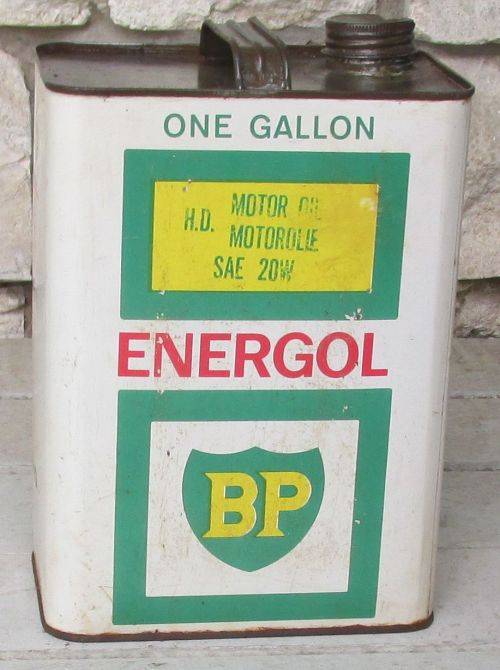 ONE GALLON
MOTOR OIL
H.D. MOTOROLIE
SAE 20W
ENERGOL
BP